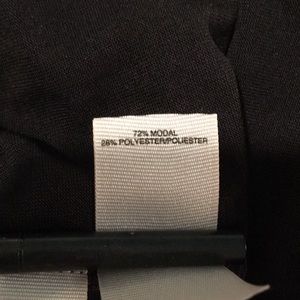 72% MODAL
28% POLYESTER/POLIESTER